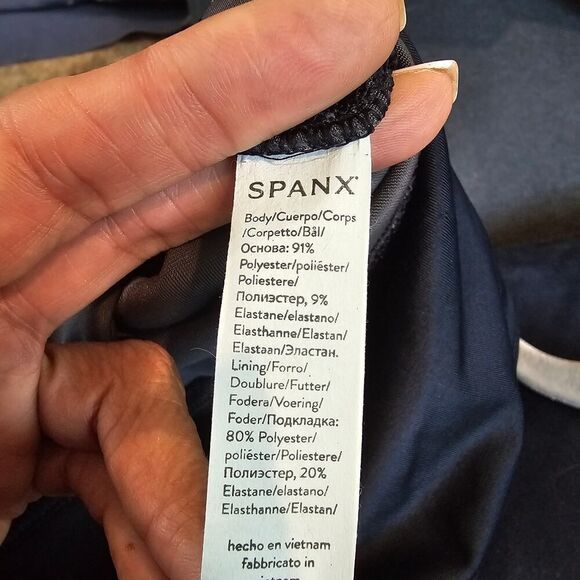 SPANX®
Body/Cuerpo/Corps
/Corpetto/Bål/
Основа: 91%
Polyester/poliéster/
Poliestere/
Полиэстер, 9%
Elastane/elastano/
Elasthanne/Elastan/
Elastaan/Эластан.
Lining/Forro/
Doublure/Futter/
Fodera/Voering/
Foder/Подкладка:
80% Polyester/
poliéster/Poliestere/
Полиэстер, 20%
Elastane/elastano/
Elasthanne/Elastan/
hecho en vietnam
fabbricato in
vietnam